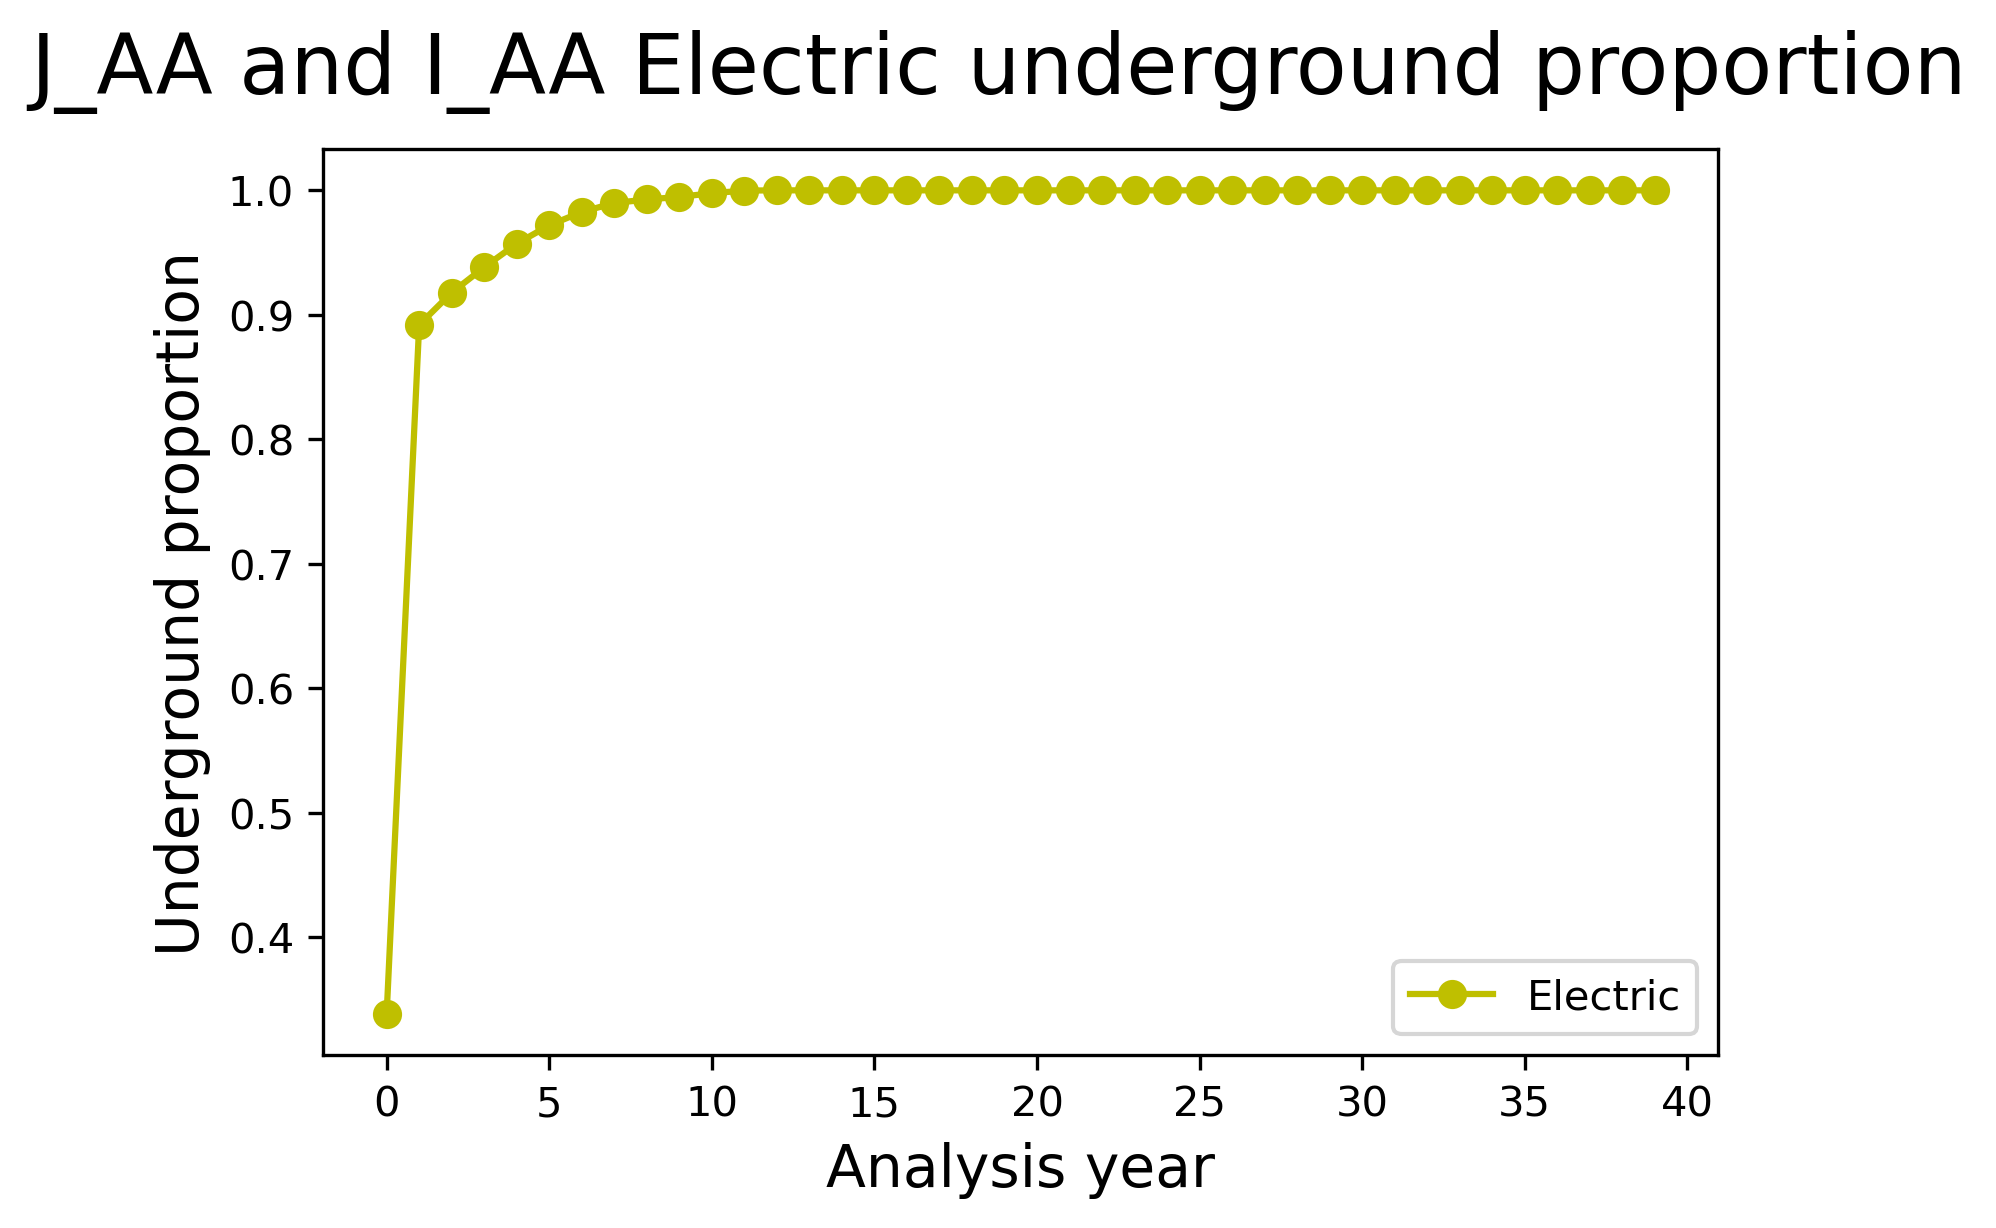 J_AA and I_AA Electric underground proportion
Underground proportion
1.0
0.9
0.8
0.7
0.6
0.5
0.4
Electric
0 5 10 15 20 25 30 35 40
Analysis year